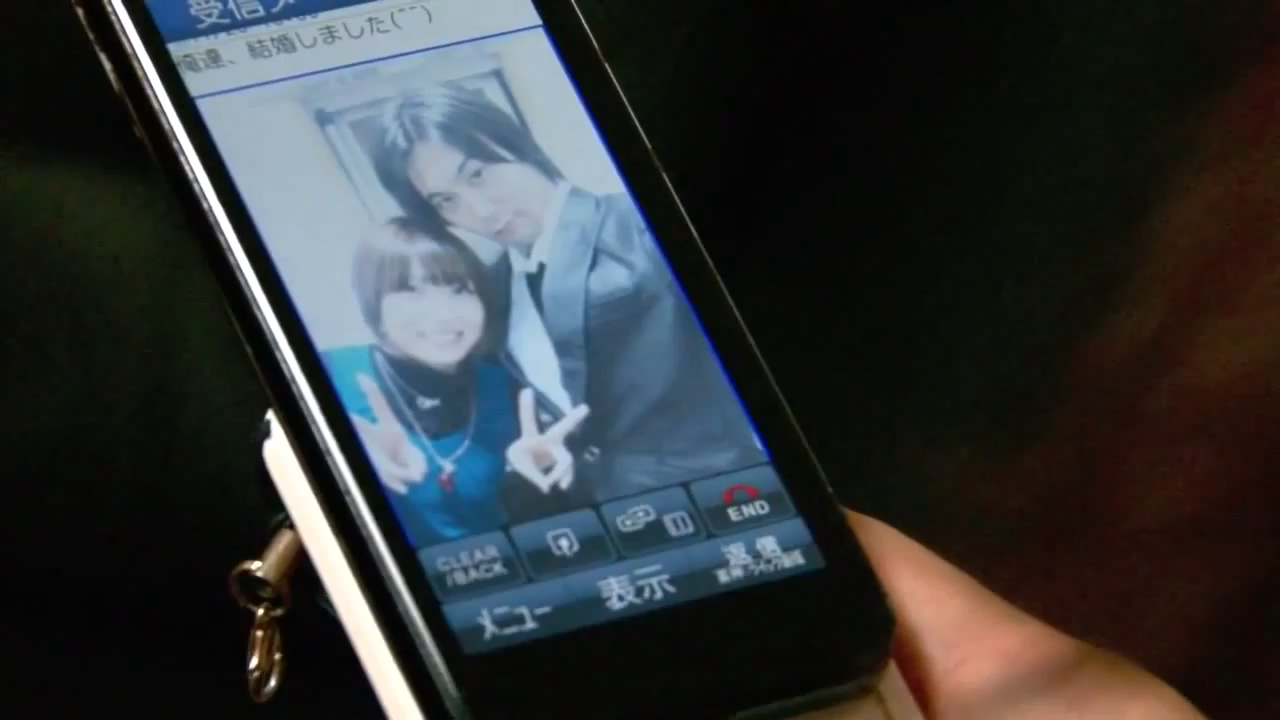 受信メ
俺達、結婚しました(^^)
CLEAR
/BACK
END
メニュー
表示
返信